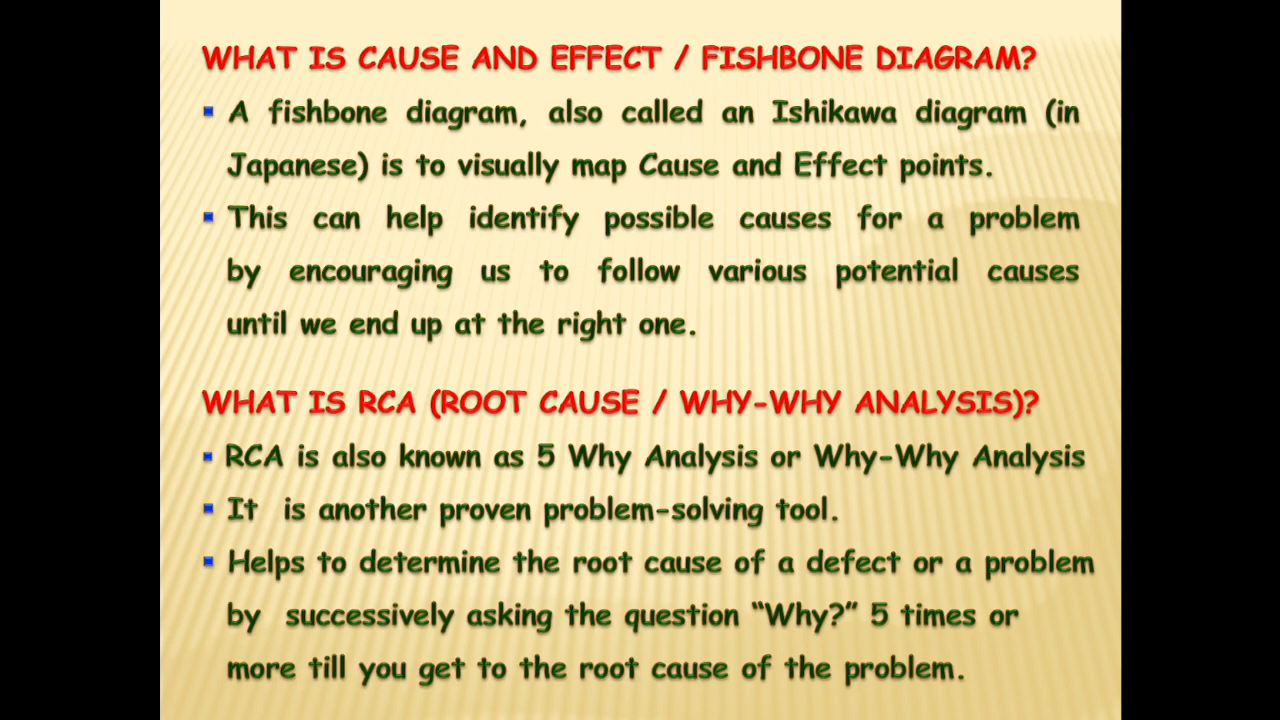 WHAT IS CAUSE AND EFFECT / FISHBONE DIAGRAM?
▪ A fishbone diagram, also called an Ishikawa diagram (in
Japanese) is to visually map Cause and Effect points.
▪ This can help identify possible causes for a problem
by encouraging us to follow various potential causes
until we end up at the right one.
WHAT IS RCA (ROOT CAUSE / WHY-WHY ANALYSIS)?
▪ RCA is also known as 5 Why Analysis or Why-Why Analysis
▪ It is another proven problem-solving tool.
▪ Helps to determine the root cause of a defect or a problem
by successively asking the question “Why?” 5 times or
more till you get to the root cause of the problem.